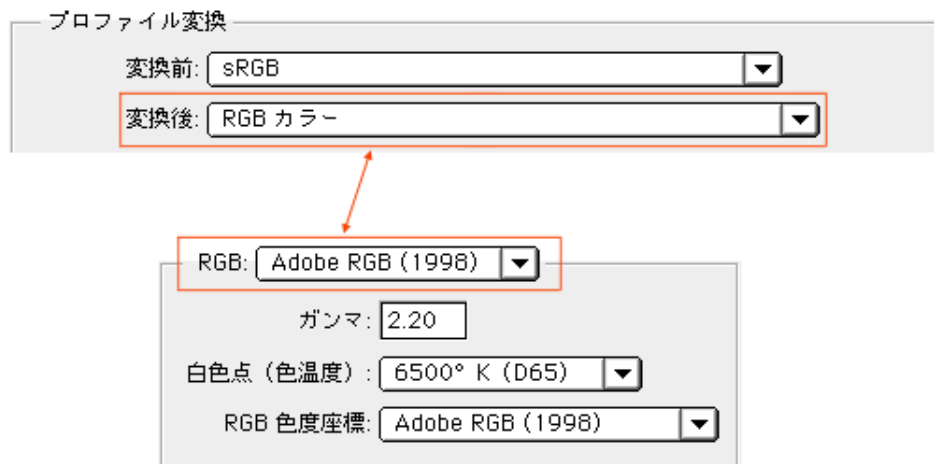 プロファイル変換
変換前: sRGB
変換後: RGB カラー
RGB: Adobe RGB (1998)
ガンマ: 2.20
白色点（色温度）: 6500° K (D65)
RGB 色度座標: Adobe RGB (1998)